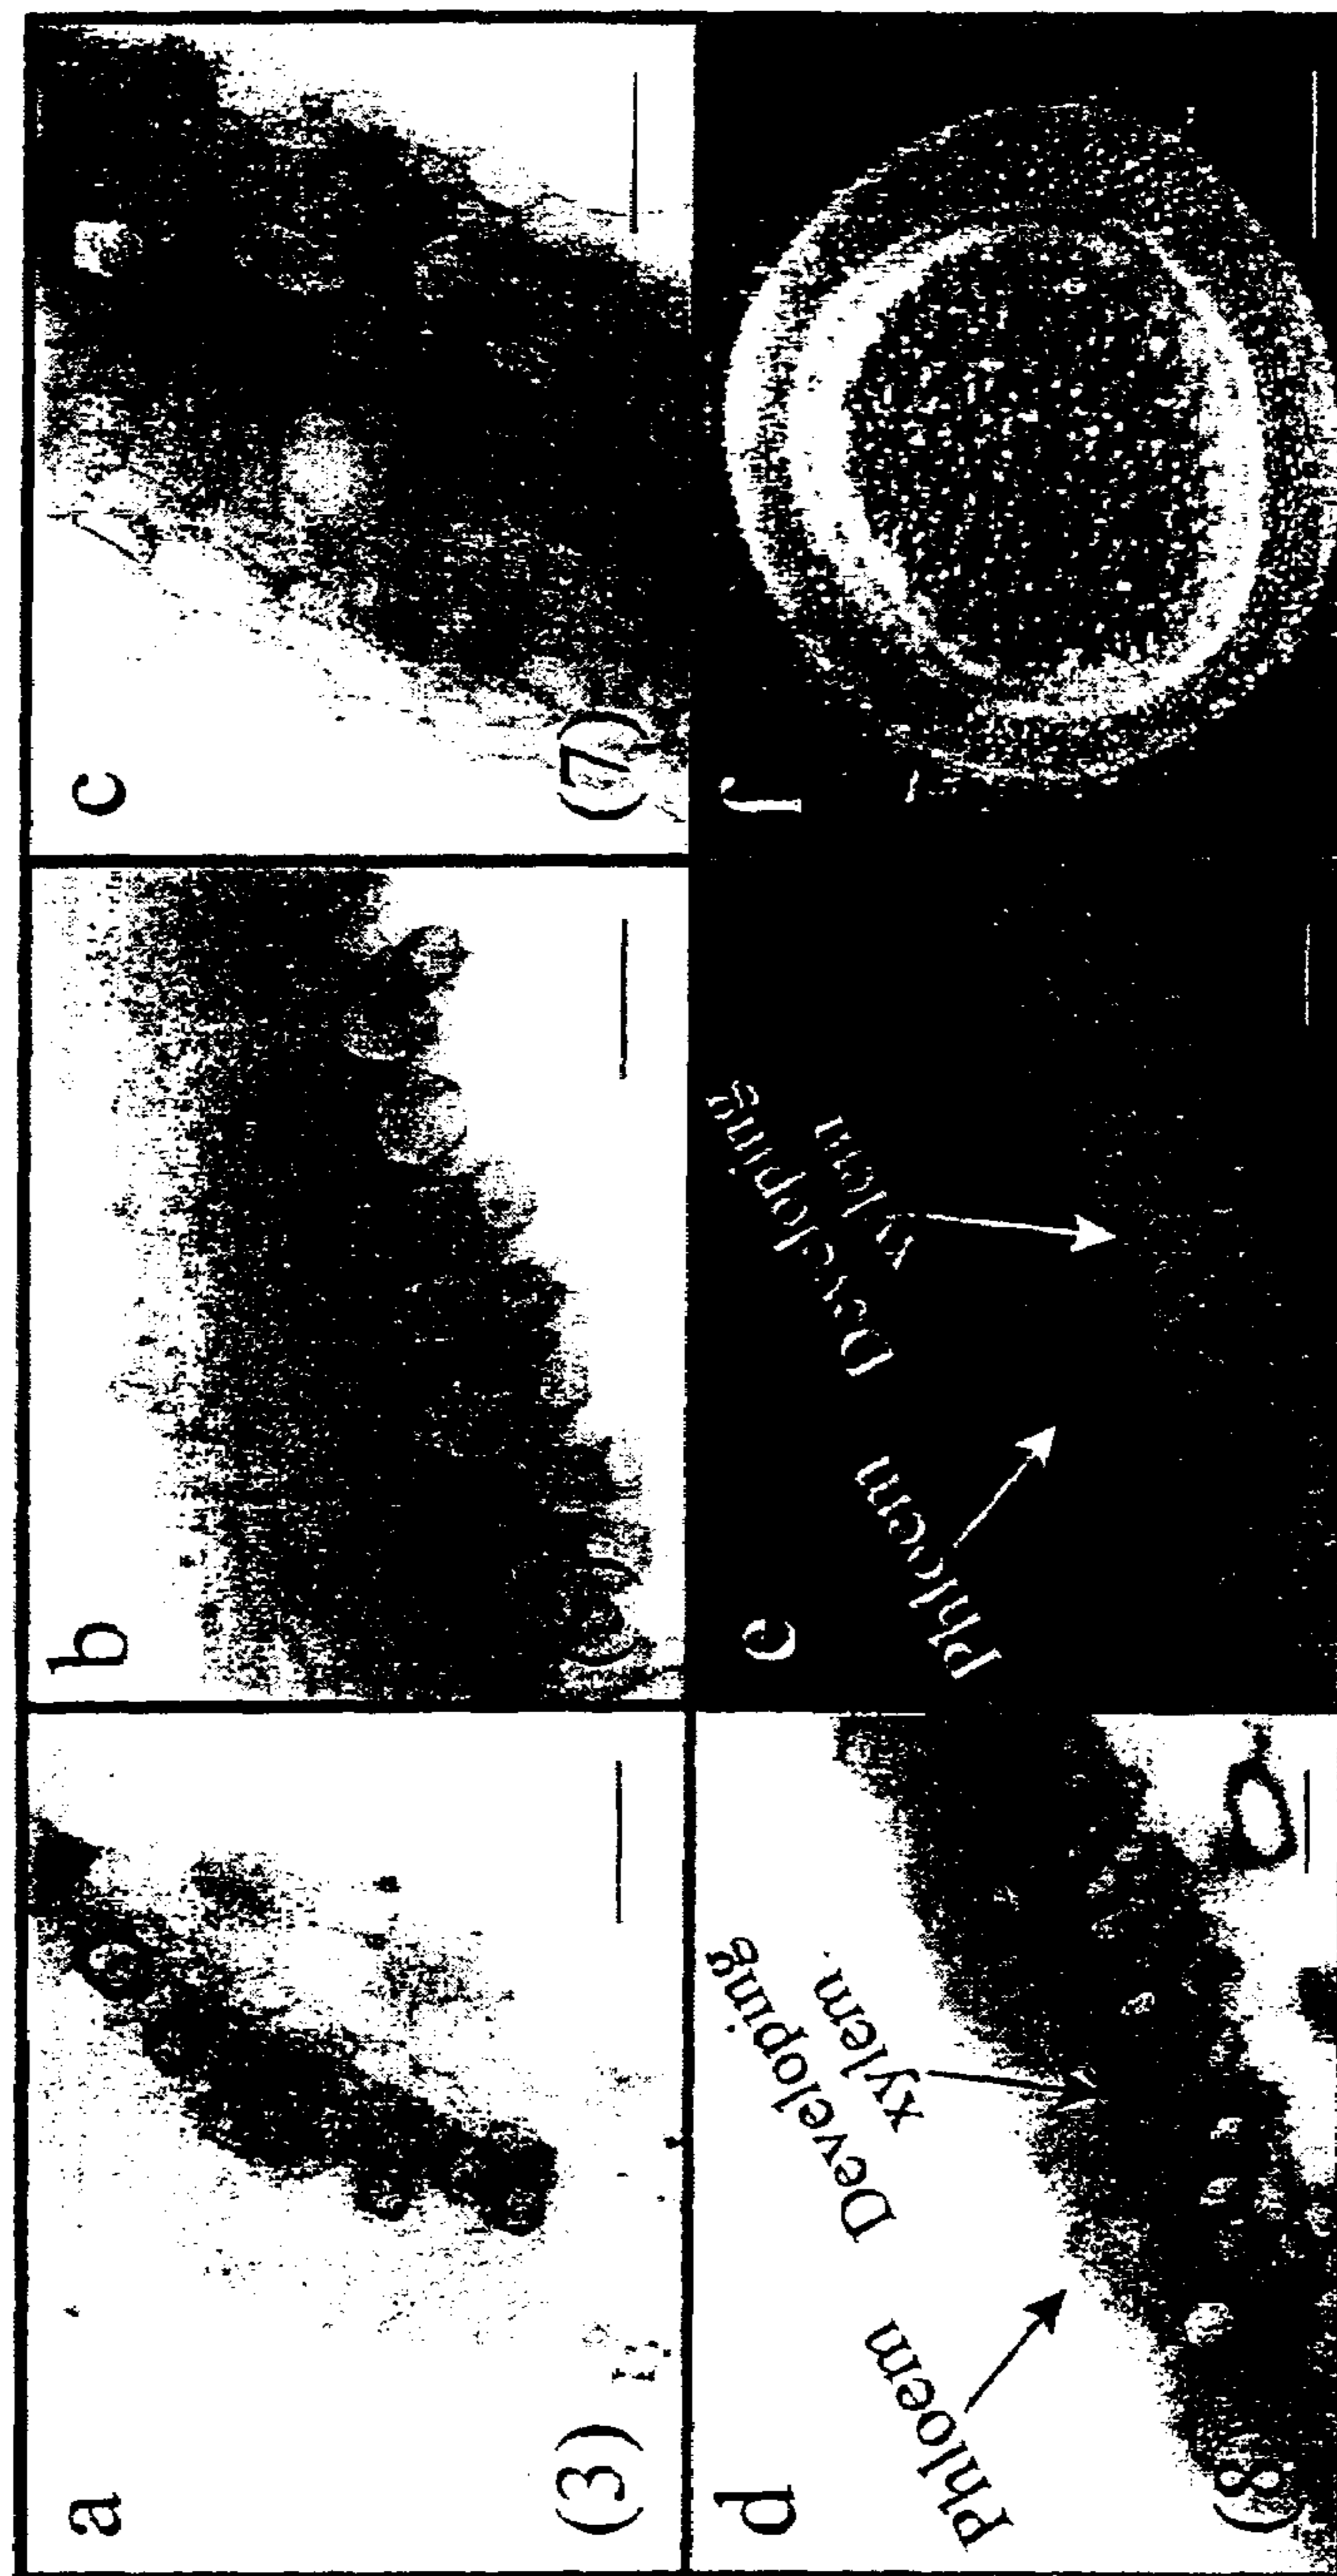 a
(3)
b
c
(7)
d
Phloem
Developing
xylem.
(8)
e
Phloem
Developing
xylem
f